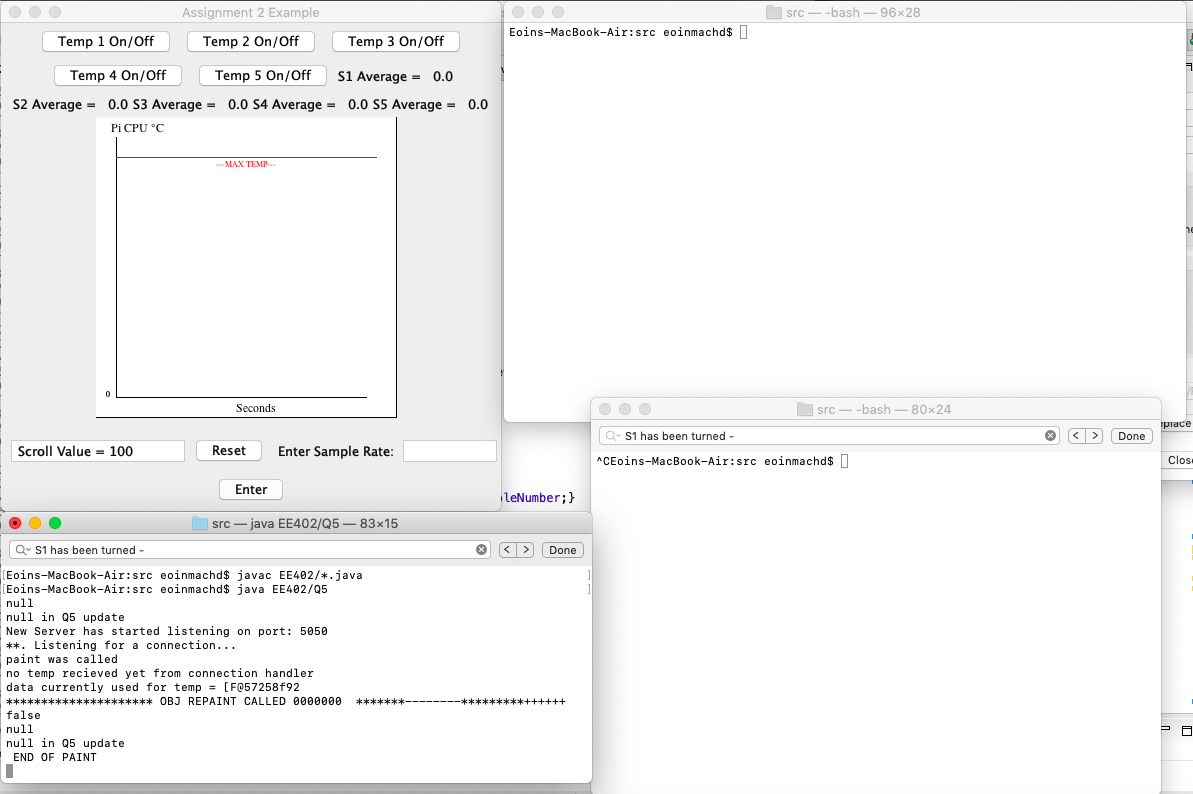 Assignment 2 Example
Temp 1 On/Off Temp 2 On/Off Temp 3 On/Off
Temp 4 On/Off Temp 5 On/Off S1 Average = 0.0
S2 Average = 0.0 S3 Average = 0.0 S4 Average = 0.0 S5 Average = 0.0
Pi CPU °C
---MAX TEMP---
0
Seconds
Scroll Value = 100 Reset Enter Sample Rate:
Enter
src — -bash — 96×28
Eoins-MacBook-Air:src eoinmachd$
leNumber;}
eplace
Close
src — -bash — 80×24
S1 has been turned - < > Done
^CEoins-MacBook-Air:src eoinmachd$
src — java EE402/Q5 — 83×15
S1 has been turned - < > Done
[Eoins-MacBook-Air:src eoinmachd$ javac EE402/*.java ]
[Eoins-MacBook-Air:src eoinmachd$ java EE402/Q5 ]
null
null in Q5 update
New Server has started listening on port: 5050
**. Listening for a connection...
paint was called
no temp recieved yet from connection handler
data currently used for temp = [F@57258f92
********************* OBJ REPAINT CALLED 0000000 *******--------*********++++++
false
null
null in Q5 update
END OF PAINT